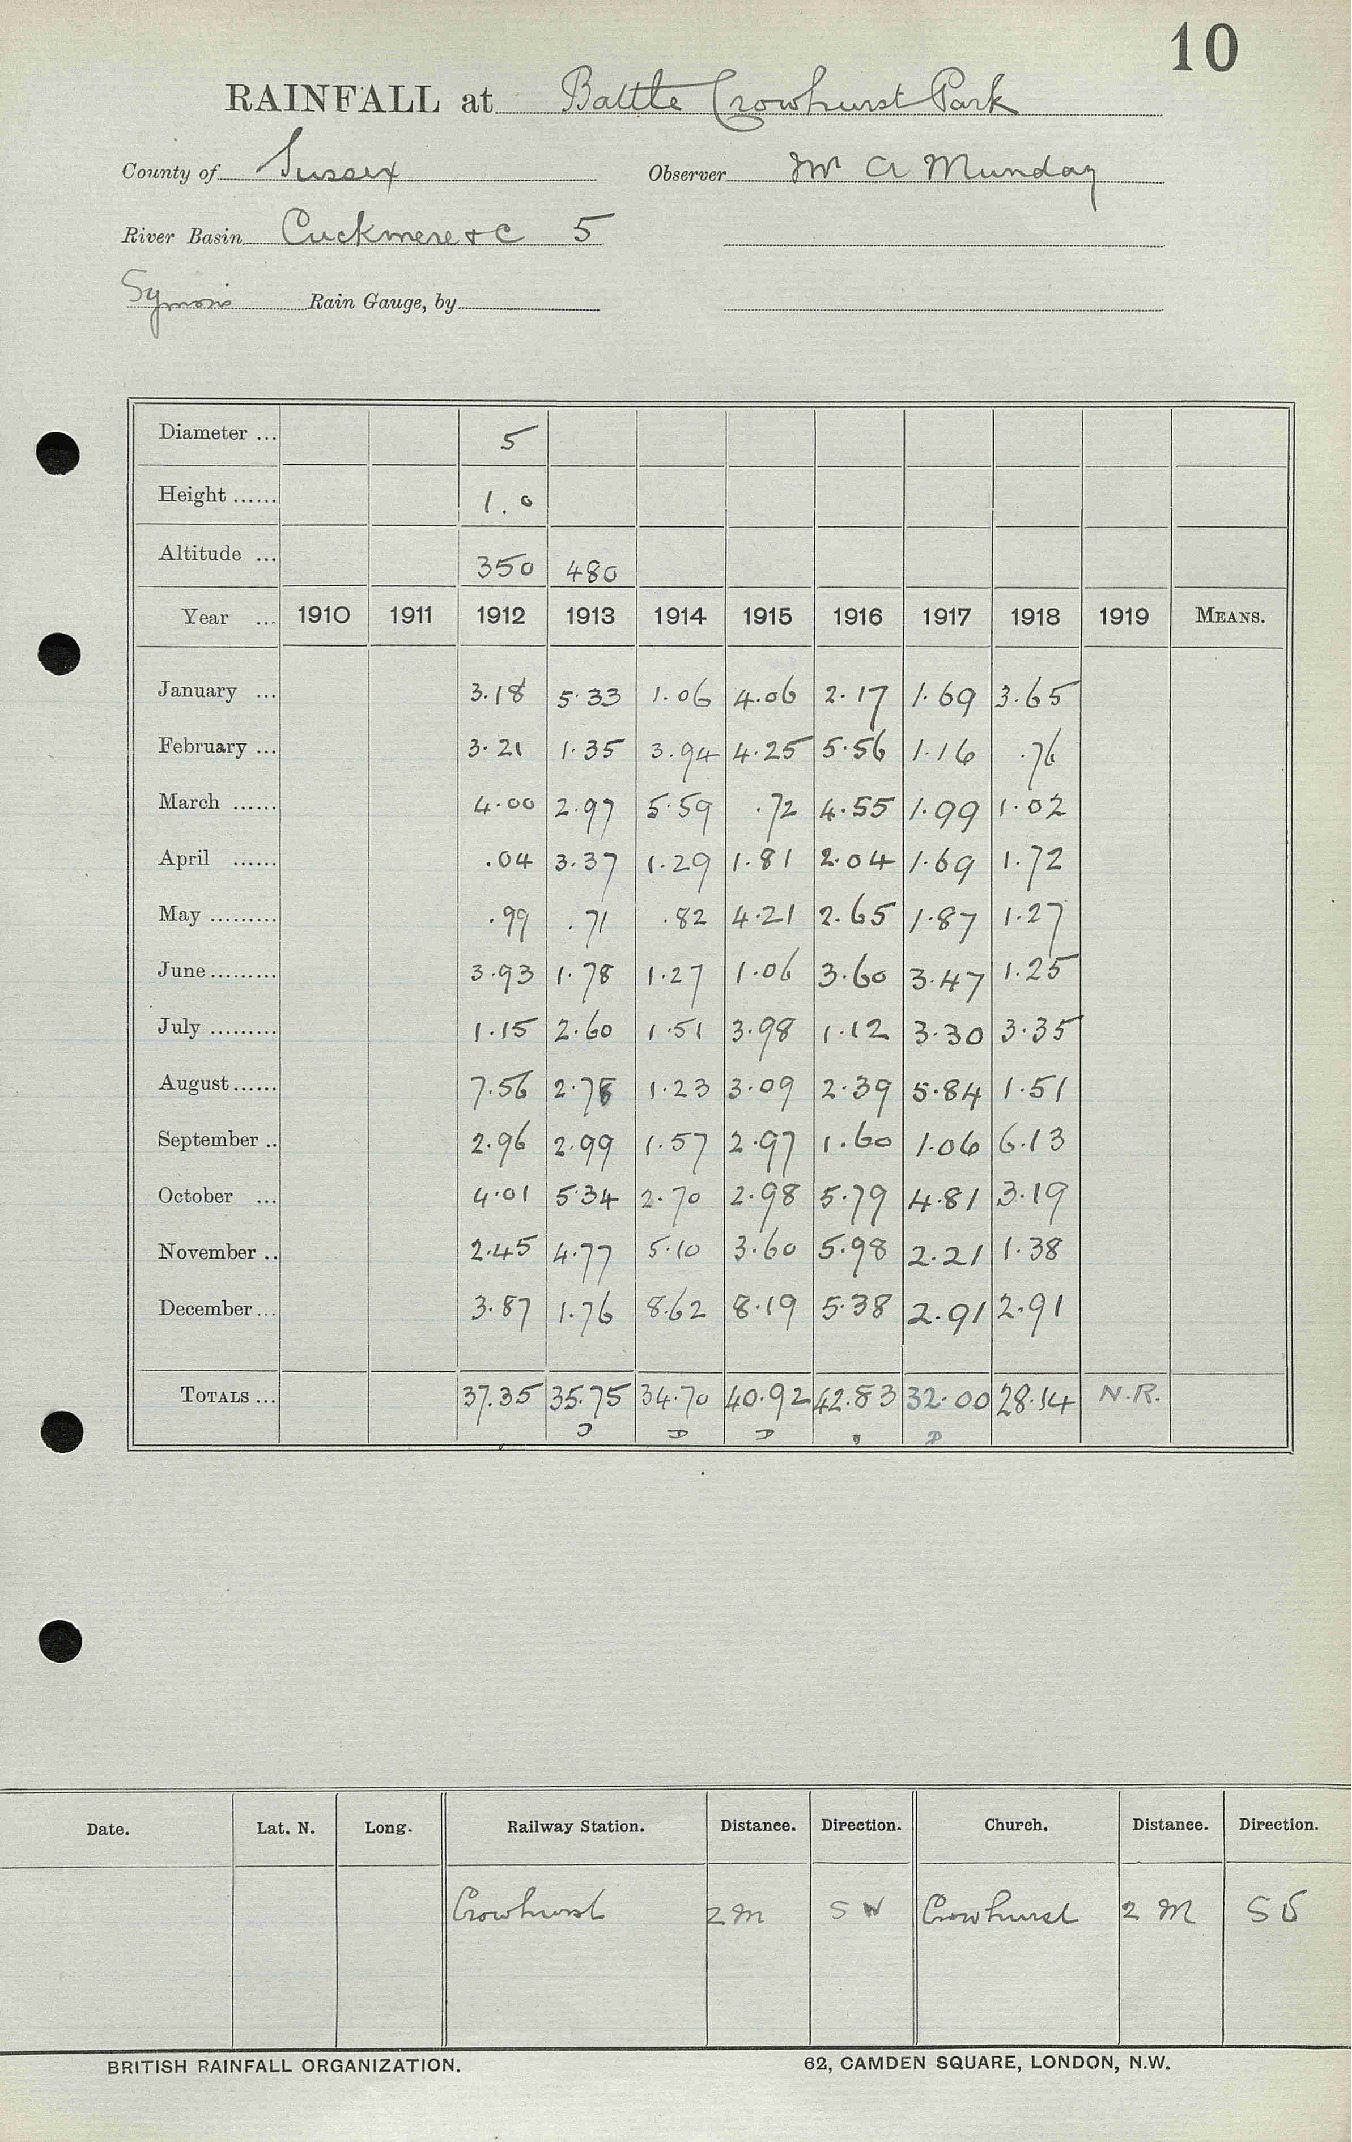 10
RAINFALL at Battle Crowhurst Park
County of Sussex Observer Mr A Munday
River Basin Cuckmere & C 5
Symons Rain Gauge, by
Diameter ... 5
Height ...... 1.0
Altitude ... 350 480
Year ... 1910 1911 1912 1913 1914 1915 1916 1917 1918 1919 MEANS.
January ... 3.18 5.33 1.06 4.06 2.17 1.69 3.65
February ... 3.21 1.35 3.94 4.25 5.56 1.16 .76
March ...... 4.00 2.97 5.59 .72 4.55 1.99 1.02
April ...... .04 3.37 1.29 1.81 2.04 1.69 1.72
May ......... .99 .71 .82 4.21 2.65 1.87 1.27
June ......... 3.93 1.78 1.27 1.06 3.60 3.47 1.25
July ......... 1.15 2.60 1.51 3.98 1.12 3.30 3.35
August ...... 7.56 2.78 1.23 3.09 2.39 5.84 1.51
September .. 2.96 2.99 1.57 2.97 1.60 1.06 6.13
October ... 4.01 5.34 2.70 2.98 5.79 4.81 3.19
November .. 2.45 4.77 5.10 3.60 5.98 2.21 1.38
December ... 3.87 1.76 8.62 8.19 5.38 2.91 2.91
TOTALS ... 37.35 35.75 34.70 40.92 42.83 32.00 28.14 N.R.
D D D D
Date. Lat. N. Long. Railway Station. Distance. Direction. Church. Distance. Direction.
Crowhurst 2 M S W Crowhurst 2 M S E
BRITISH RAINFALL ORGANIZATION. 62, CAMDEN SQUARE, LONDON, N.W.